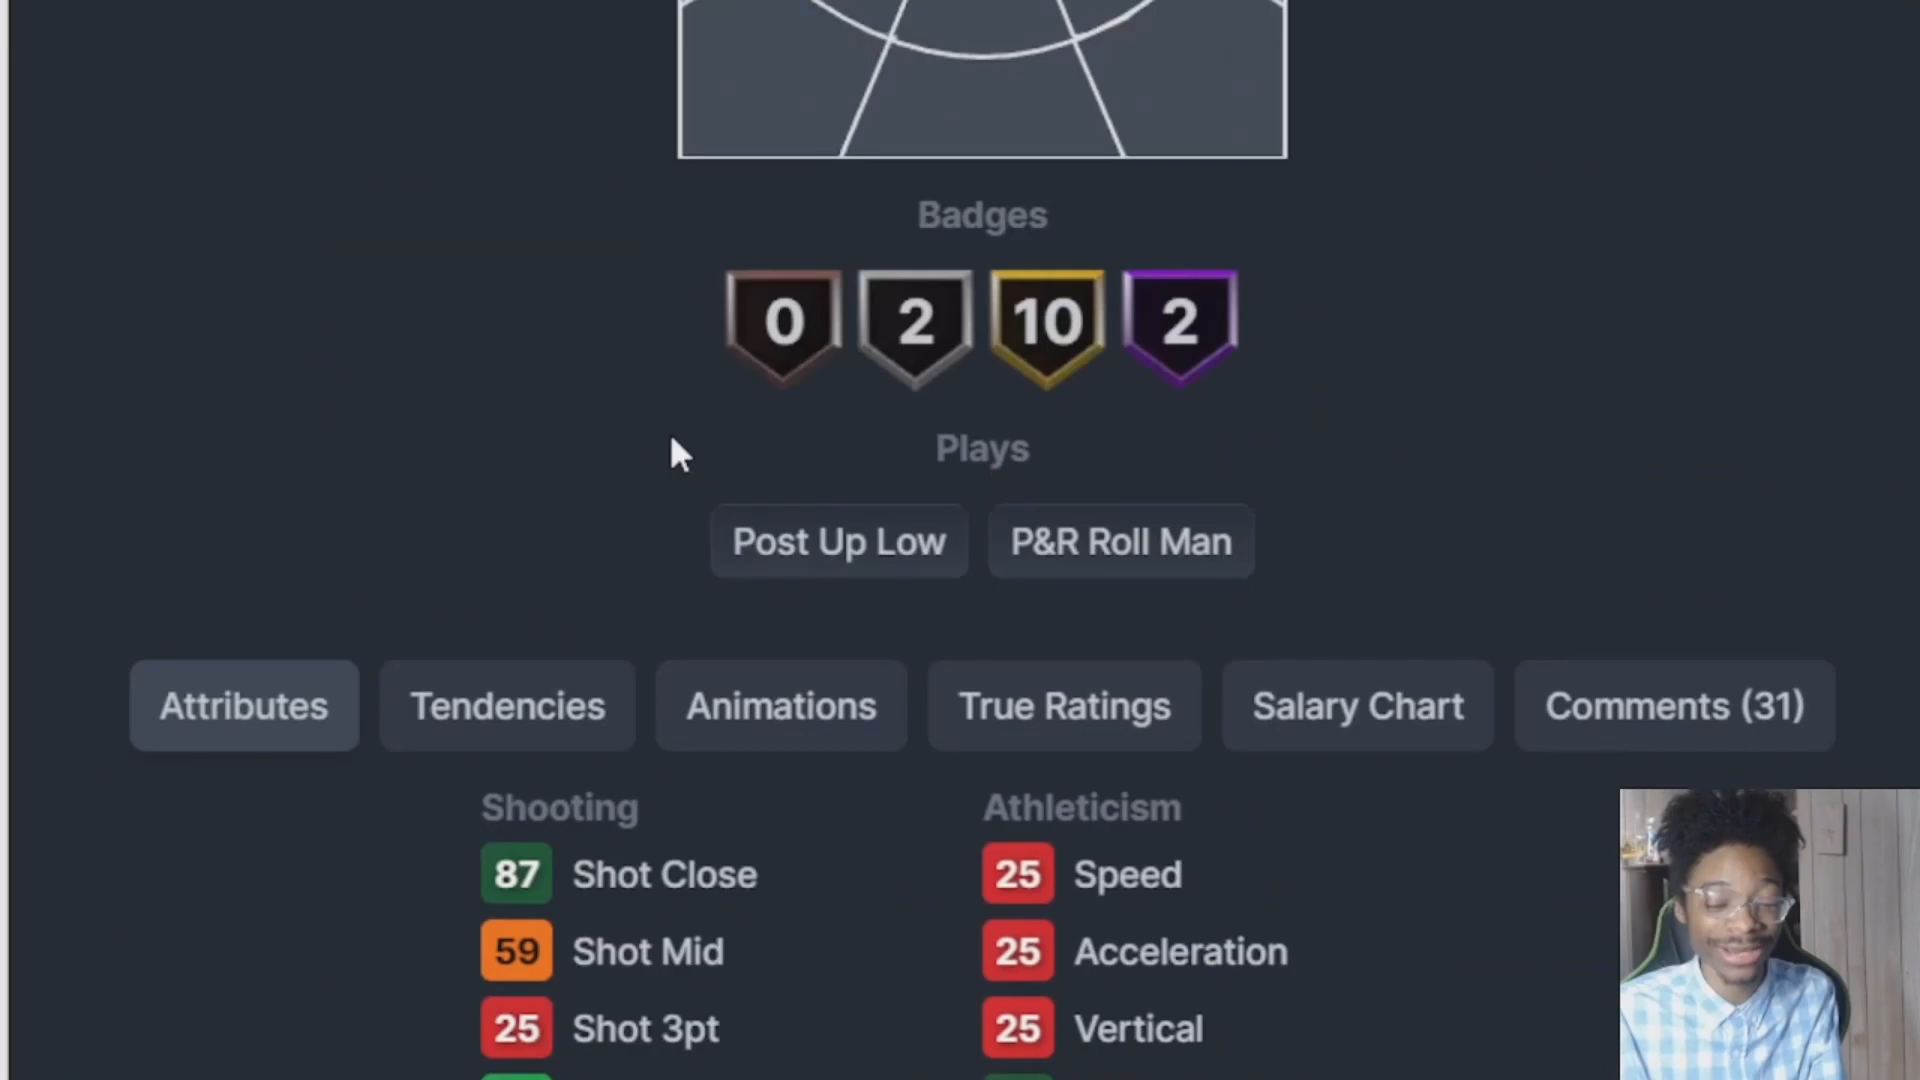 Badges
0 2 10 2
Plays
Post Up Low P&R Roll Man
Attributes Tendencies Animations True Ratings Salary Chart Comments (31)
Shooting Athleticism
87 Shot Close 25 Speed
59 Shot Mid 25 Acceleration
25 Shot 3pt 25 Vertical